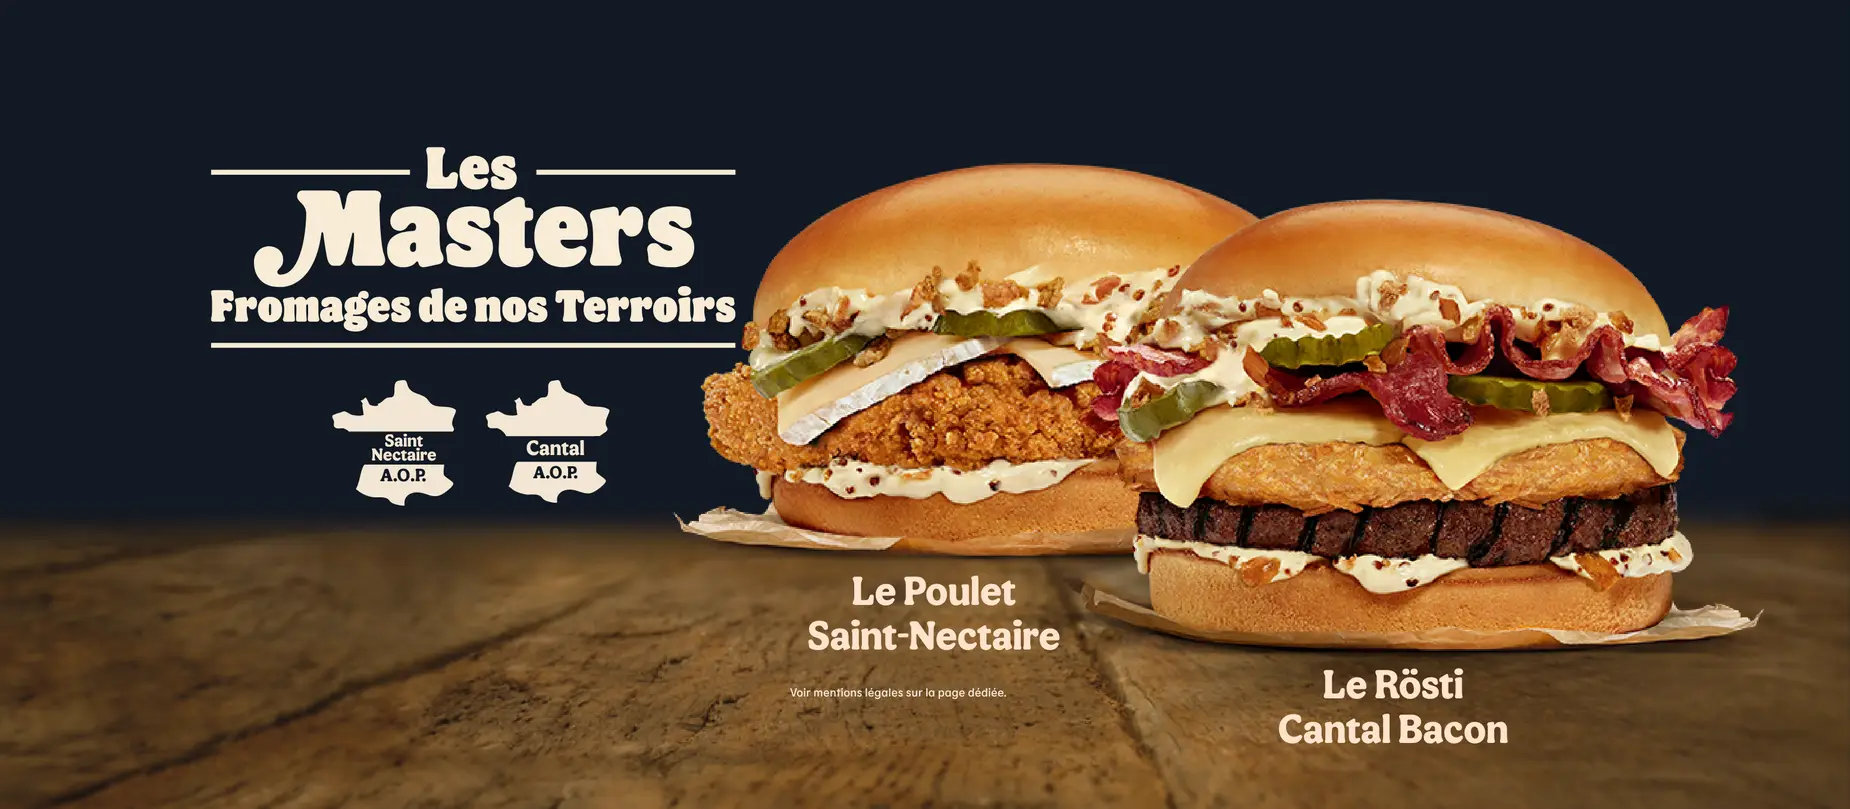 Les
Masters
Fromages de nos Terroirs
Saint
Nectaire
A.O.P.
Cantal
A.O.P.
Le Poulet
Saint-Nectaire
Voir mentions légales sur la page dédiée.
Le Rösti
Cantal Bacon